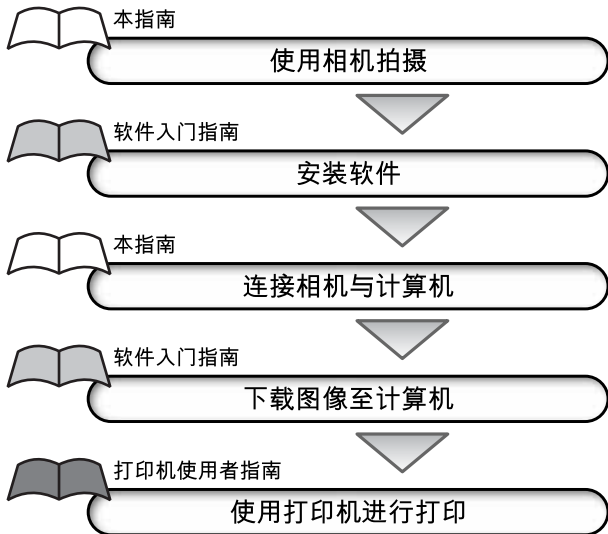 本指南
使用相机拍摄
软件入门指南
安装软件
本指南
连接相机与计算机
软件入门指南
下载图像至计算机
打印机使用者指南
使用打印机进行打印